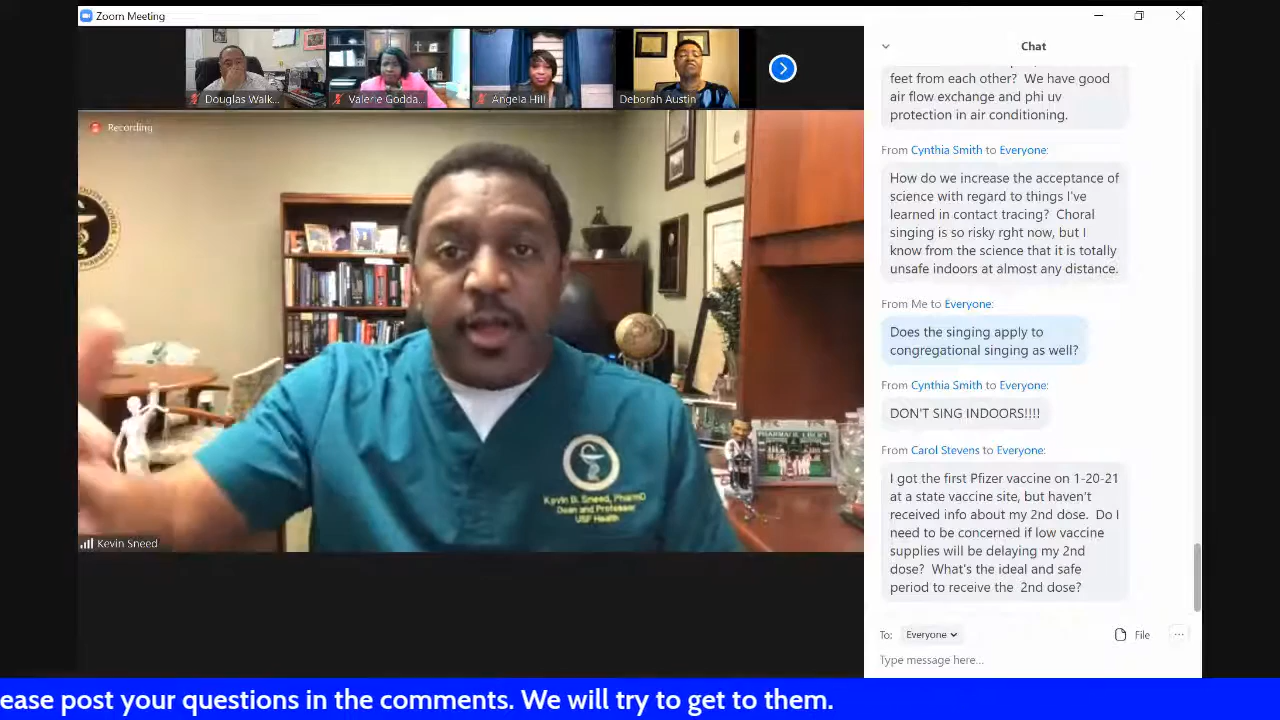 Zoom Meeting
Douglas Walk...
Valerie Godda...
Angela Hill
Deborah Austin
Recording
Kevin B. Sneed, PharmD
Dean and Professor
USF Health
Kevin Sneed
Chat
feet from each other? We have good
air flow exchange and phi uv
protection in air conditioning.
From Cynthia Smith to Everyone:
How do we increase the acceptance of
science with regard to things I've
learned in contact tracing? Choral
singing is so risky rght now, but I
know from the science that it is totally
unsafe indoors at almost any distance.
From Me to Everyone:
Does the singing apply to
congregational singing as well?
From Cynthia Smith to Everyone:
DON'T SING INDOORS!!!!
From Carol Stevens to Everyone:
I got the first Pfizer vaccine on 1-20-21
at a state vaccine site, but haven't
received info about my 2nd dose. Do I
need to be concerned if low vaccine
supplies will be delaying my 2nd
dose? What's the ideal and safe
period to receive the 2nd dose?
To: Everyone
File
Type message here...
ease post your questions in the comments. We will try to get to them.